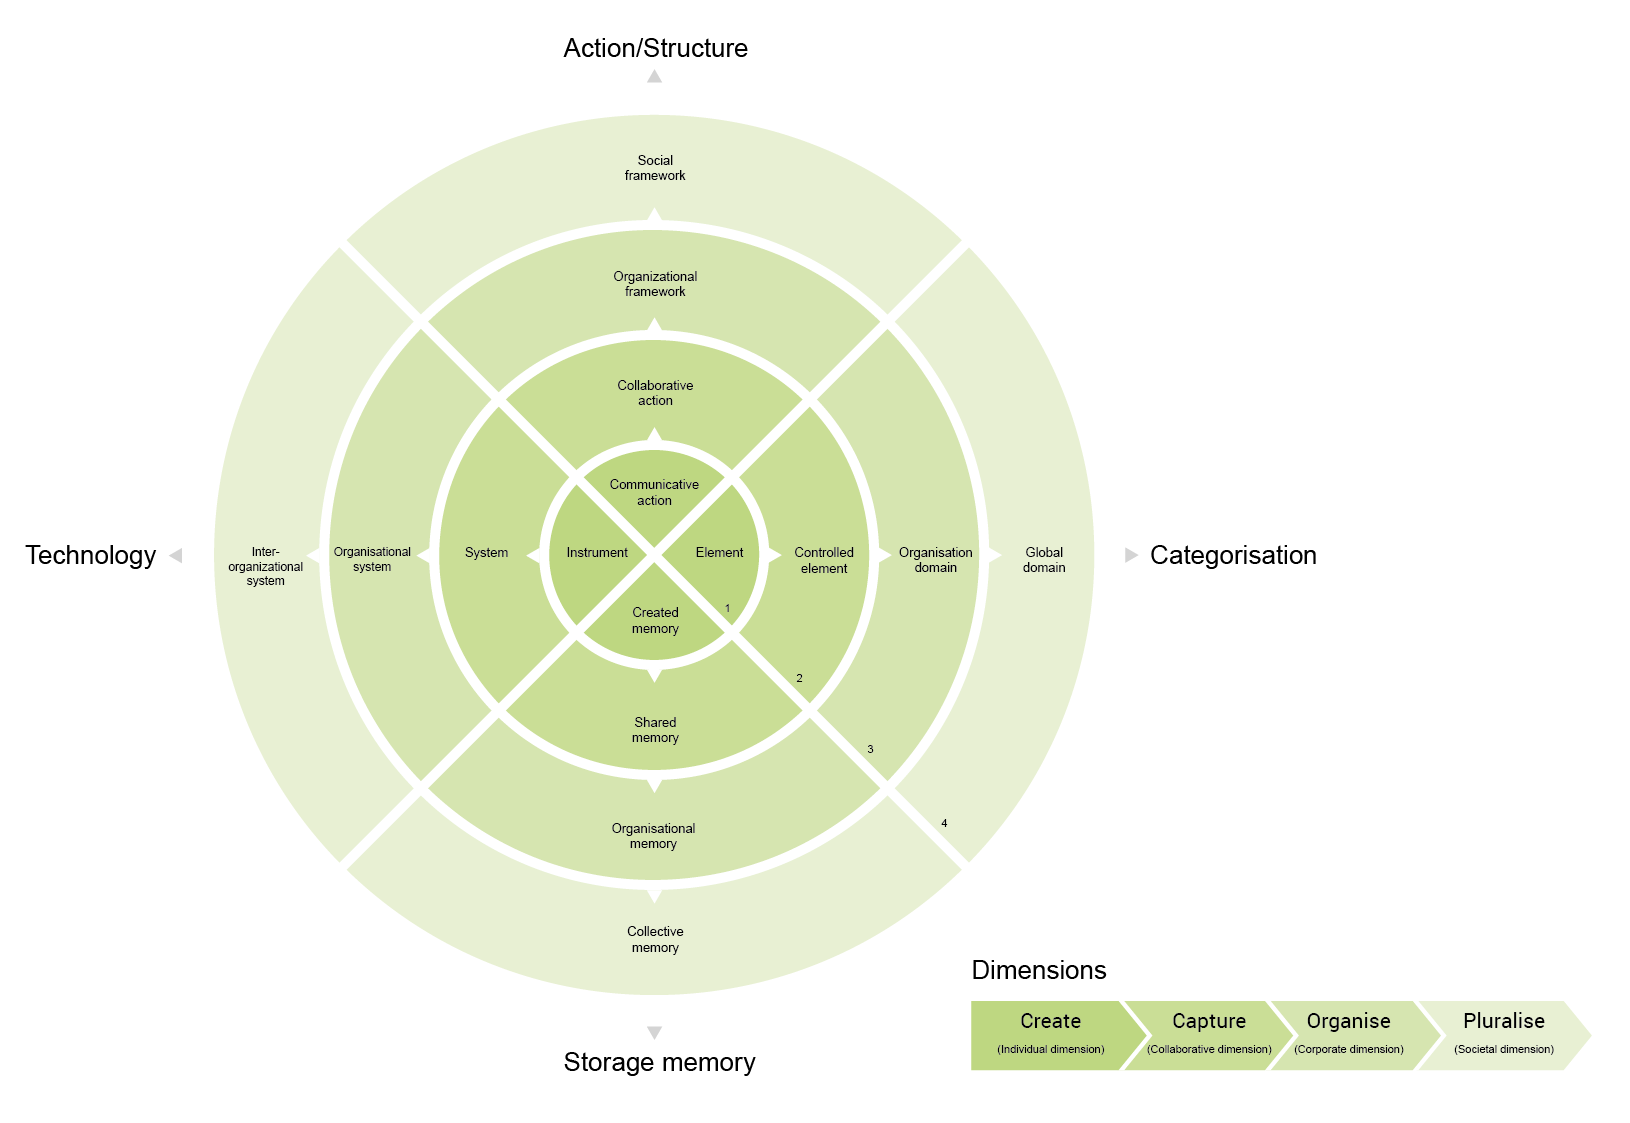 Action/Structure
Social
framework
Organizational
framework
Collaborative
action
Communicative
action
Technology
Inter-
organizational
system
Organisational
system
System
Instrument
Element
Controlled
element
Organisation
domain
Global
domain
Categorisation
Created
memory
1
2
Shared
memory
3
Organisational
memory
4
Collective
memory
Storage memory
Dimensions
Create
(Individual dimension)
Capture
(Collaborative dimension)
Organise
(Corporate dimension)
Pluralise
(Societal dimension)